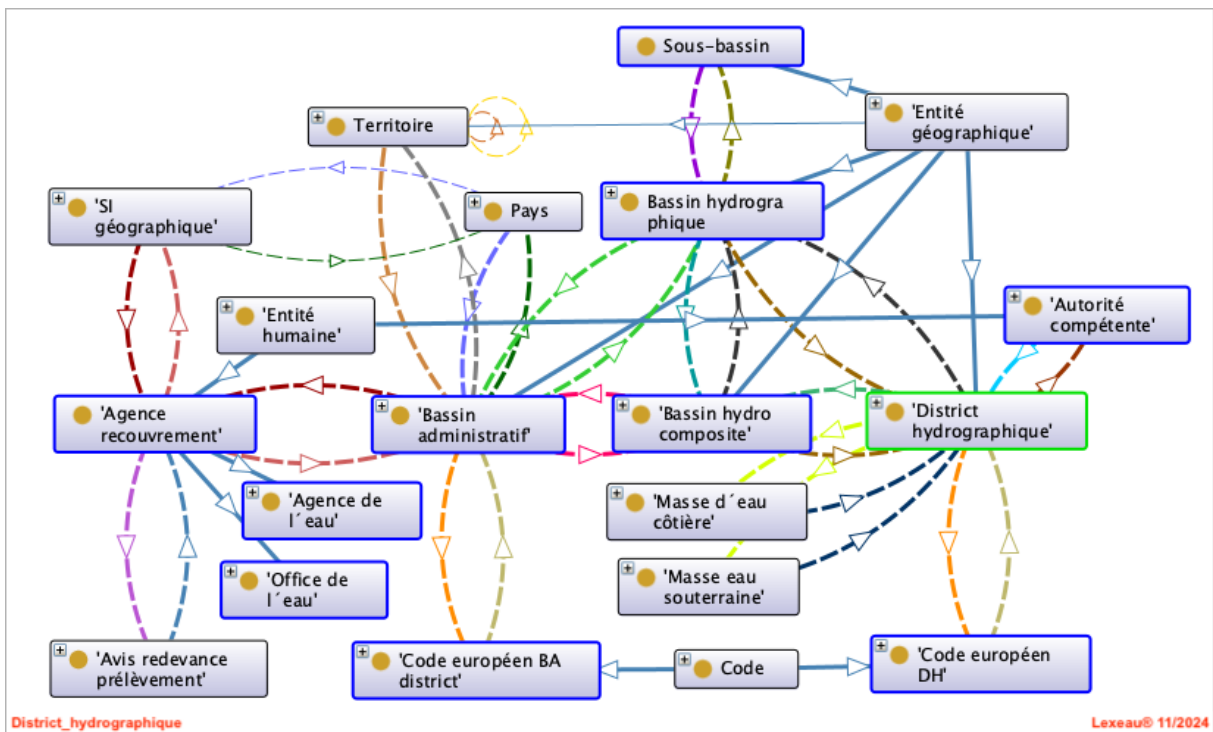 Sous-bassin
'Entité
géographique'
Territoire
'SI
géographique'
Pays
Bassin hydrogra
phique
'Entité
humaine'
'Autorité
compétente'
'Agence
recouvrement'
'Bassin
administratif'
'Bassin hydro
composite'
'District
hydrographique'
'Agence de
l´eau'
'Masse d´eau
côtière'
'Office de
l´eau'
'Masse eau
souterraine'
'Avis redevance
prélèvement'
'Code européen BA
district'
Code
'Code européen
DH'
District_hydrographique
Lexeau® 11/2024